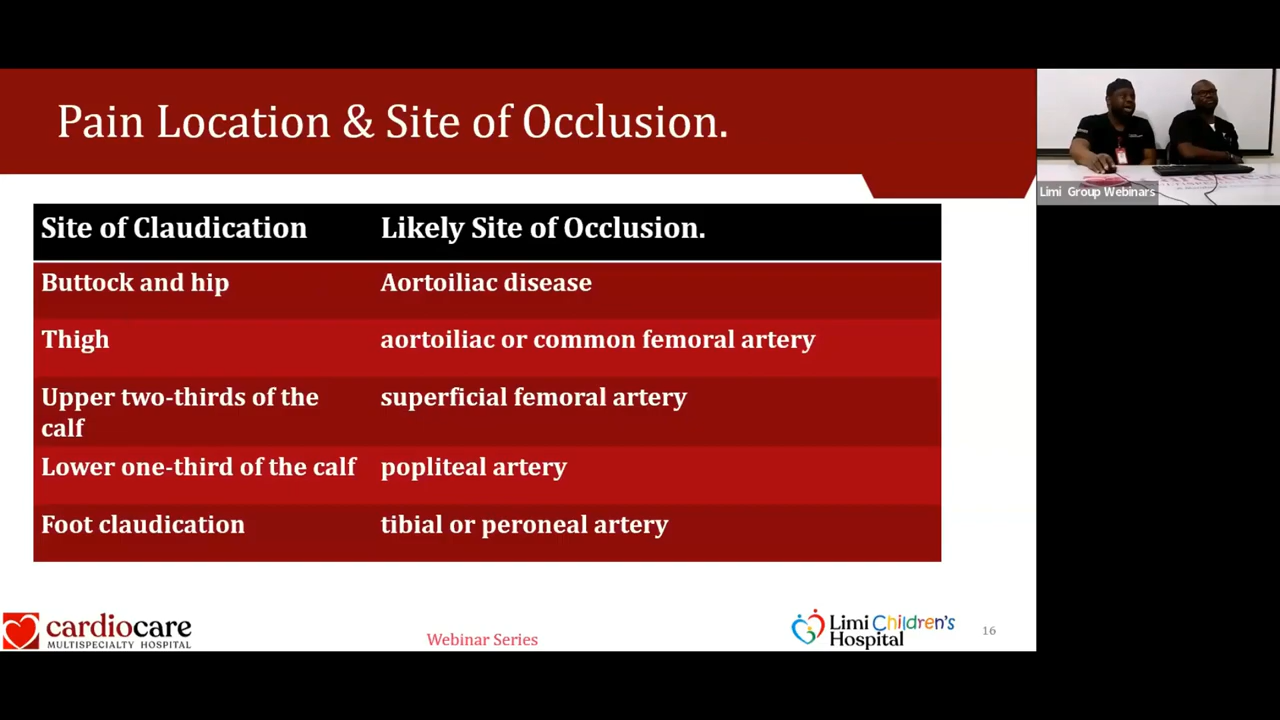 Pain Location & Site of Occlusion.
Limi Group Webinars
Site of Claudication Likely Site of Occlusion.
Buttock and hip Aortoiliac disease
Thigh aortoiliac or common femoral artery
Upper two-thirds of the superficial femoral artery
calf
Lower one-third of the calf popliteal artery
Foot claudication tibial or peroneal artery
cardiocare
MULTISPECIALTY HOSPITAL
Webinar Series
Limi Children's
Hospital
16